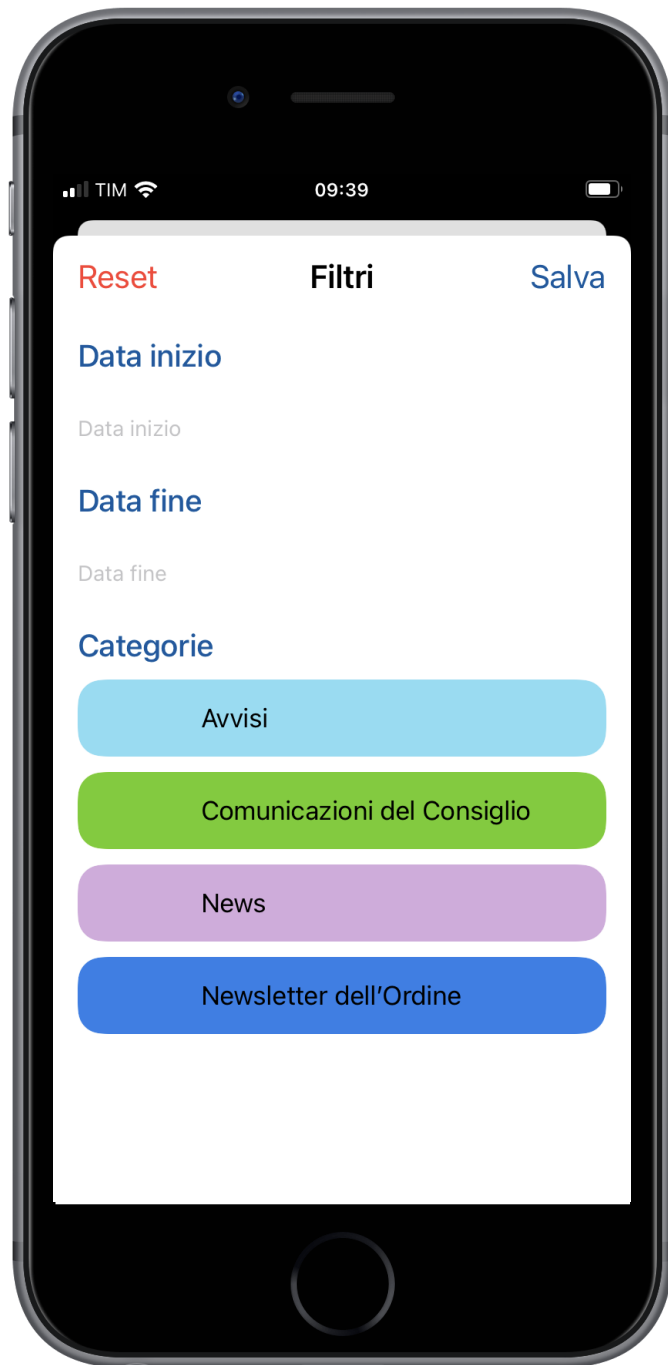 TIM 09:39
Reset Filtri Salva
Data inizio
Data inizio
Data fine
Data fine
Categorie
Avvisi
Comunicazioni del Consiglio
News
Newsletter dell’Ordine